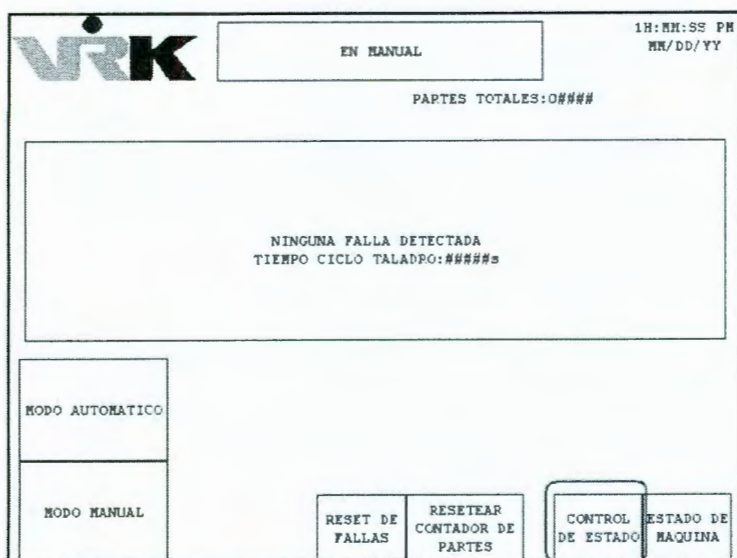 VRK
EN MANUAL
1H:MM:SS PM
MM/DD/YY
PARTES TOTALES:O####
NINGUNA FALLA DETECTADA
TIEMPO CICLO TALADRO:#####s
MODO AUTOMATICO
MODO MANUAL
RESET DE
FALLAS
RESETEAR
CONTADOR DE
PARTES
CONTROL
DE ESTADO
ESTADO DE
MAQUINA